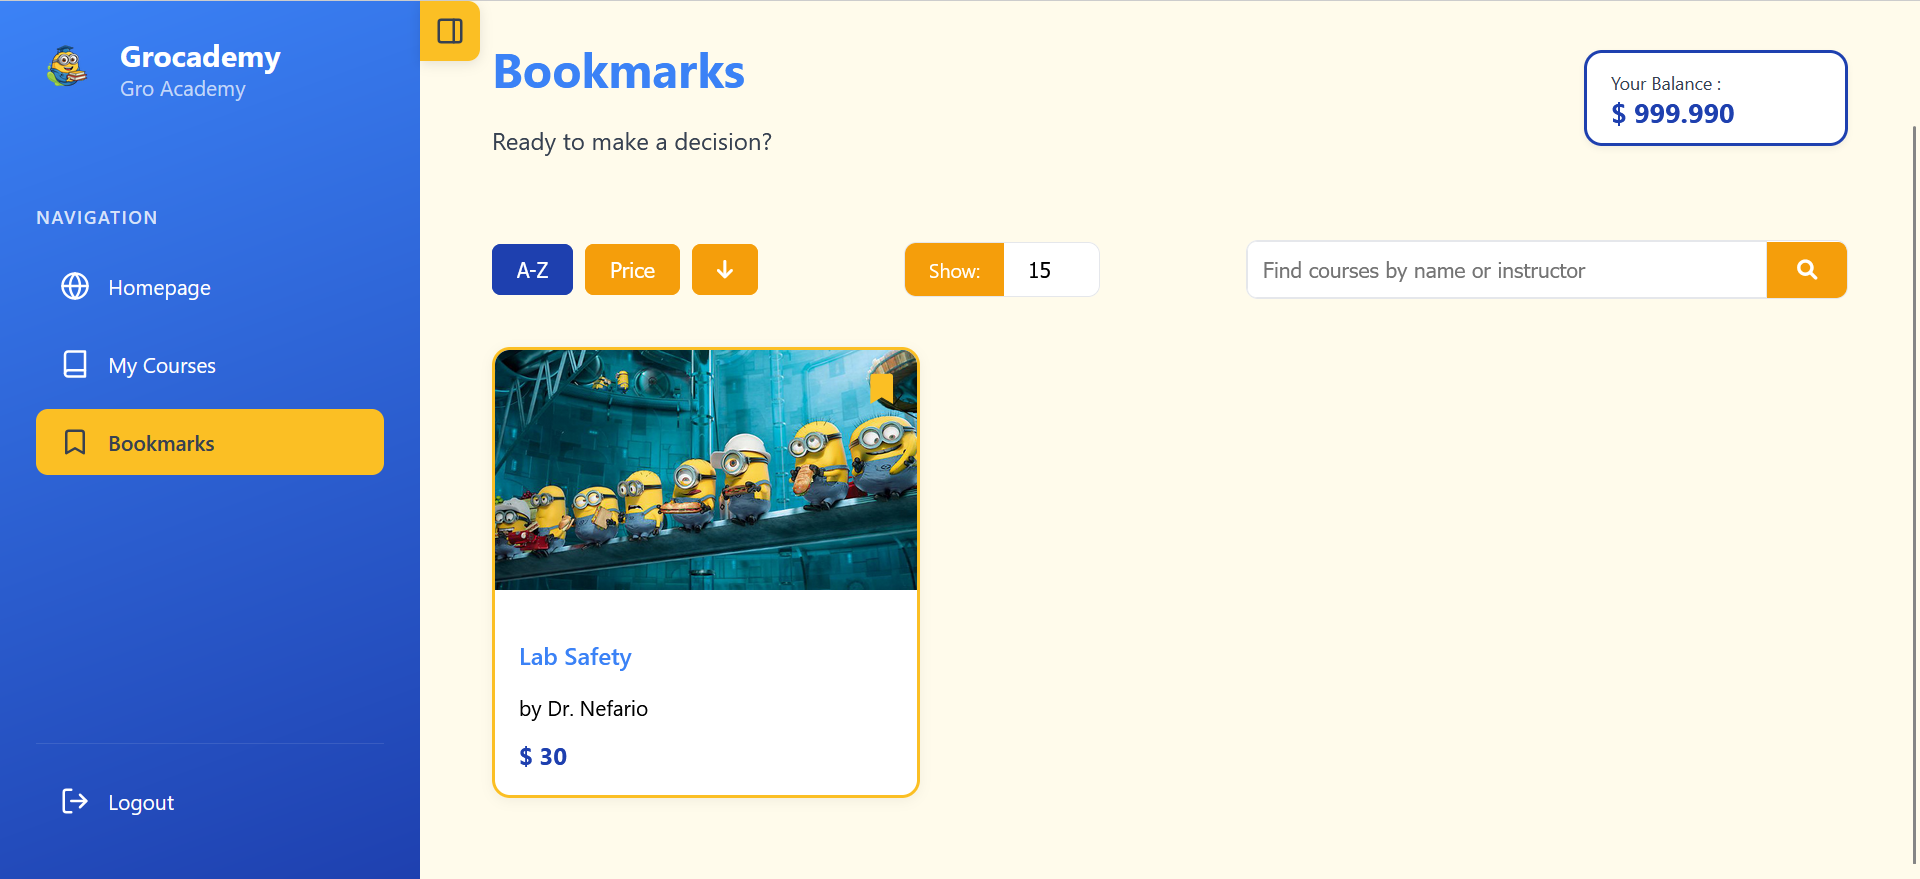 Grocademy
Gro Academy
NAVIGATION
Homepage
My Courses
Bookmarks
Logout
Bookmarks
Ready to make a decision?
Your Balance :
$ 999.990
A-Z
Price
Show:
15
Find courses by name or instructor
Lab Safety
by Dr. Nefario
$ 30